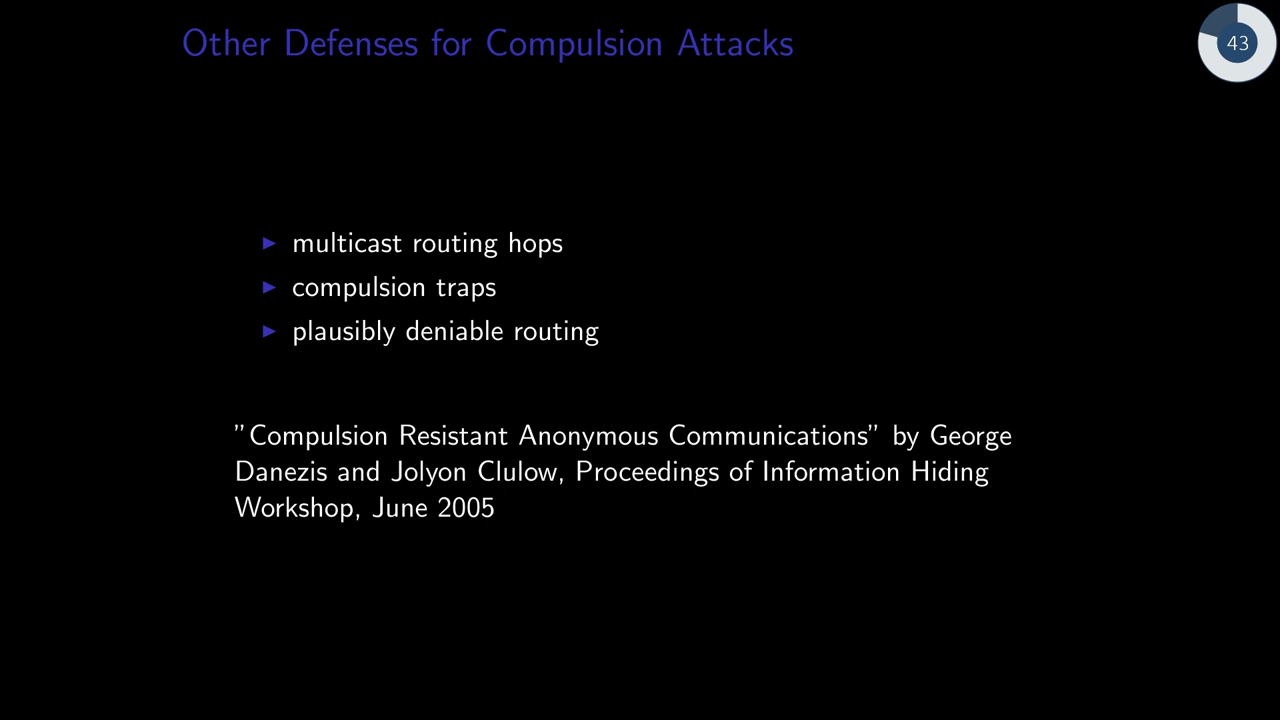 Other Defenses for Compulsion Attacks
43
multicast routing hops
compulsion traps
plausibly deniable routing
”Compulsion Resistant Anonymous Communications” by George
Danezis and Jolyon Clulow, Proceedings of Information Hiding
Workshop, June 2005